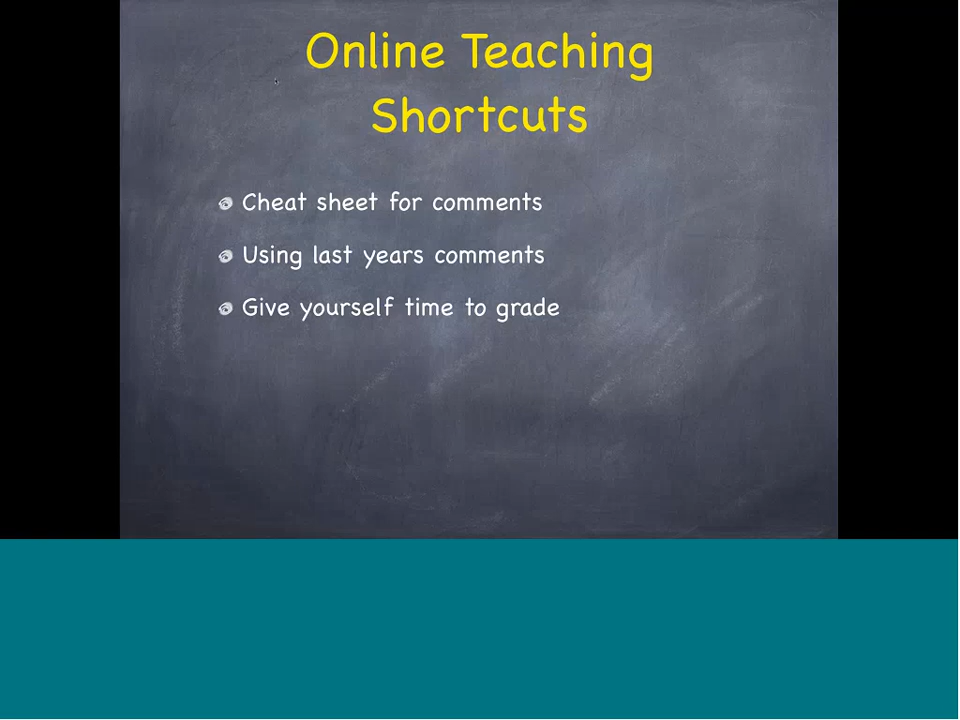 Online Teaching
Shortcuts
Cheat sheet for comments
Using last years comments
Give yourself time to grade